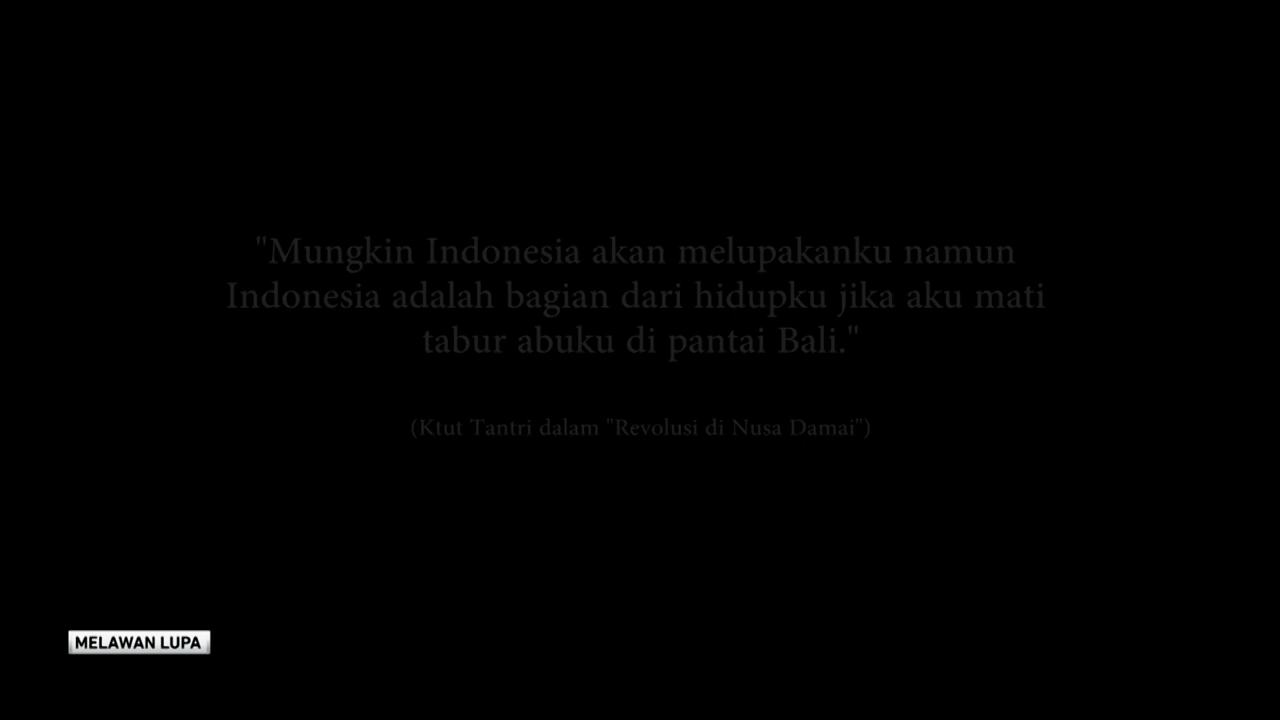 "Mungkin Indonesia akan melupakanku namun
Indonesia adalah bagian dari hidupku jika aku mati
tabur abuku di pantai Bali."
(Ktut Tantri dalam "Revolusi di Nusa Damai")
MELAWAN LUPA